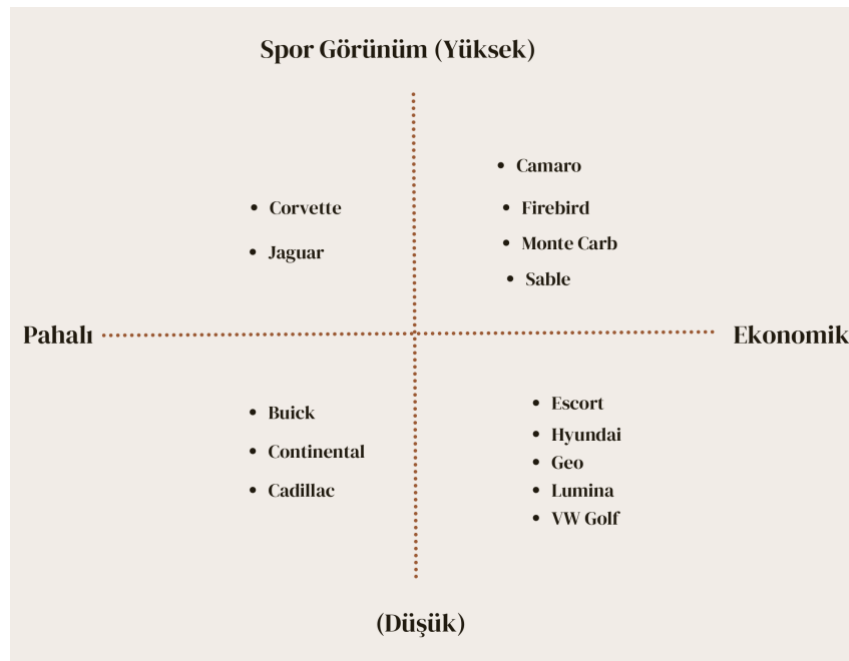 Spor Görünüm (Yüksek)
Camaro
Corvette
Firebird
Jaguar
Monte Carb
Sable
Pahalı
Ekonomik
Buick
Continental
Cadillac
Escort
Hyundai
Geo
Lumina
VW Golf
(Düşük)